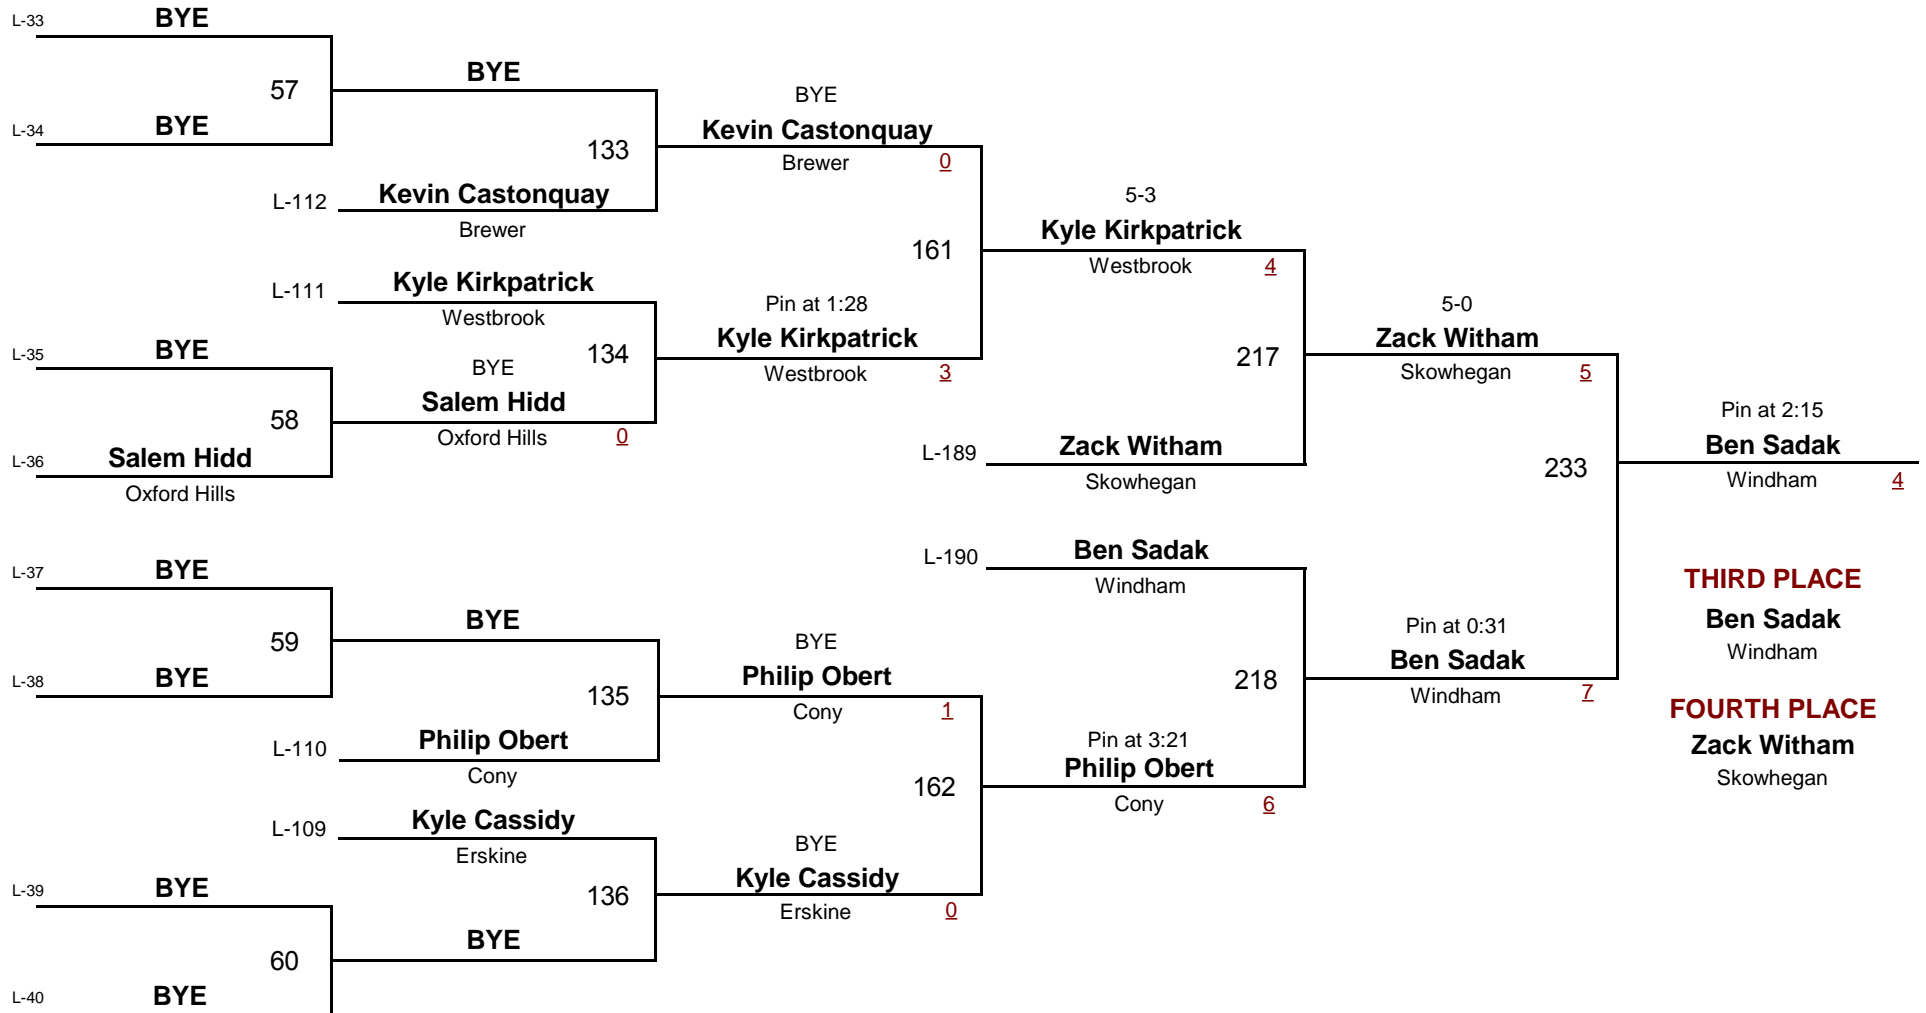 L-33 BYE
57
L-34 BYE
BYE
133
L-112 Kevin Castonquay
Brewer
BYE
Kevin Castonquay
Brewer 0
161
L-111 Kyle Kirkpatrick
Westbrook
134
L-35 BYE
58
L-36 Salem Hidd
Oxford Hills
BYE
Salem Hidd
Oxford Hills 0
Pin at 1:28
Kyle Kirkpatrick
Westbrook 3
5-3
Kyle Kirkpatrick
Westbrook 4
217
L-189 Zack Witham
Skowhegan
5-0
Zack Witham
Skowhegan 5
233
Pin at 2:15
Ben Sadak
Windham 4
L-37 BYE
59
L-38 BYE
BYE
135
L-110 Philip Obert
Cony
BYE
Philip Obert
Cony 1
162
L-109 Kyle Cassidy
Erskine
136
L-39 BYE
60
L-40 BYE
BYE
BYE
Kyle Cassidy
Erskine 0
Pin at 3:21
Philip Obert
Cony 6
L-190 Ben Sadak
Windham
218
Pin at 0:31
Ben Sadak
Windham 7
THIRD PLACE
Ben Sadak
Windham
FOURTH PLACE
Zack Witham
Skowhegan